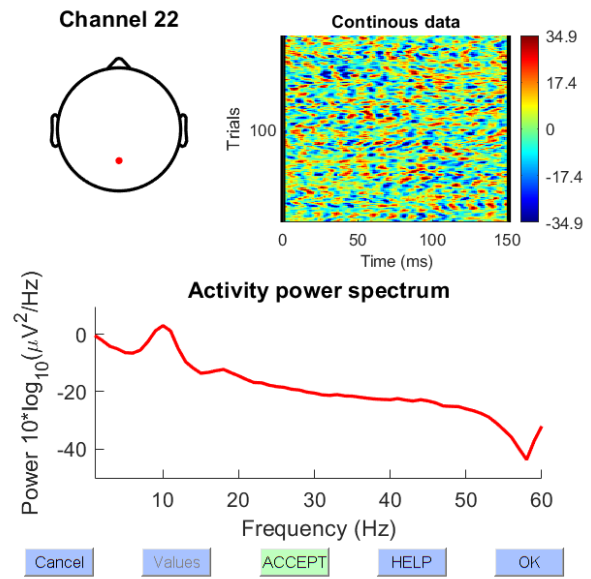 Channel 22
Continous data
Trials
100
0
50
100
150
Time (ms)
34.9
17.4
0
-17.4
-34.9
Activity power spectrum
Power 10*log₁₀(μV²/Hz)
0
-20
-40
10
20
30
40
50
60
Frequency (Hz)
Cancel
Values
ACCEPT
HELP
OK